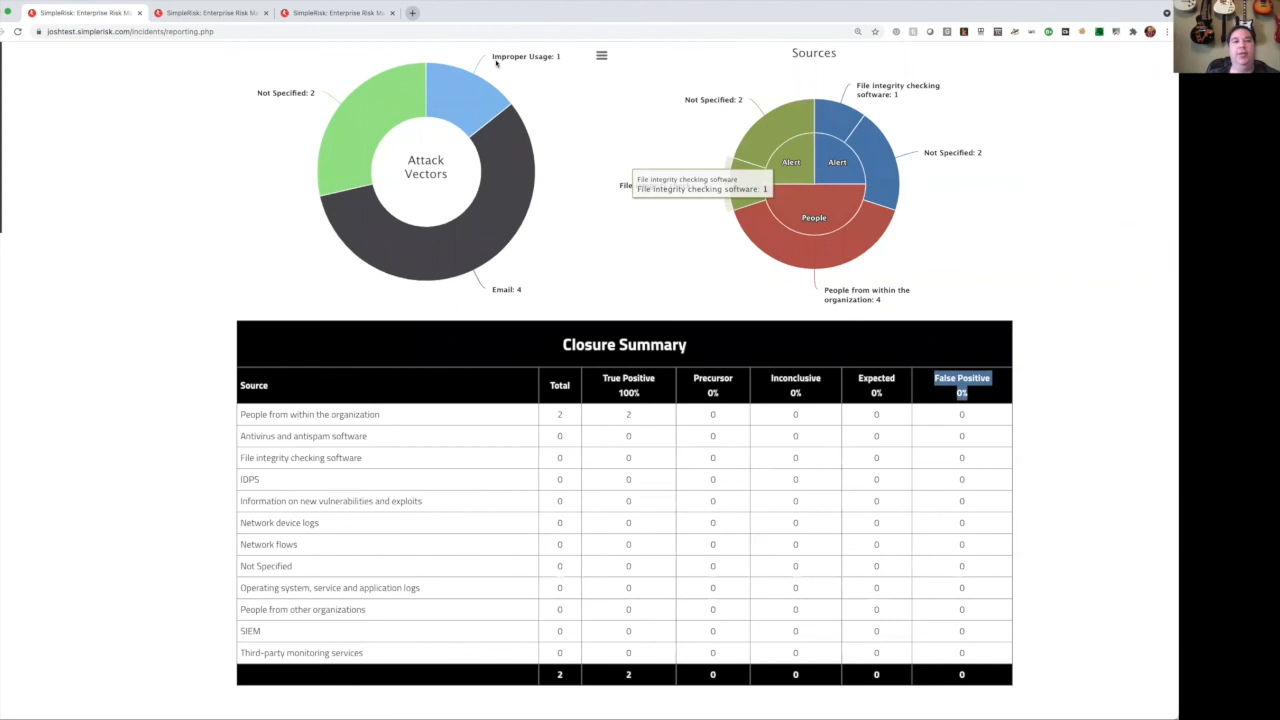 SimpleRisk: Enterprise Risk M
SimpleRisk: Enterprise Risk M
SimpleRisk: Enterprise Risk M
joshtest.simplerisk.com/incidents/reporting.php
Improper Usage: 1
Not Specified: 2
Attack
Vectors
Email: 4
Sources
File integrity checking
software: 1
Not Specified: 2
Not Specified: 2
Alert
Alert
File
File integrity checking software
File integrity checking software: 1
People
People from within the
organization: 4
Closure Summary
Source Total True Positive 100% Precursor 0% Inconclusive 0% Expected 0% False Positive 0%
People from within the organization 2 2 0 0 0 0
Antivirus and antispam software 0 0 0 0 0 0
File integrity checking software 0 0 0 0 0 0
IDPS 0 0 0 0 0 0
Information on new vulnerabilities and exploits 0 0 0 0 0 0
Network device logs 0 0 0 0 0 0
Network flows 0 0 0 0 0 0
Not Specified 0 0 0 0 0 0
Operating system, service and application logs 0 0 0 0 0 0
People from other organizations 0 0 0 0 0 0
SIEM 0 0 0 0 0 0
Third-party monitoring services 0 0 0 0 0 0
2 2 0 0 0 0